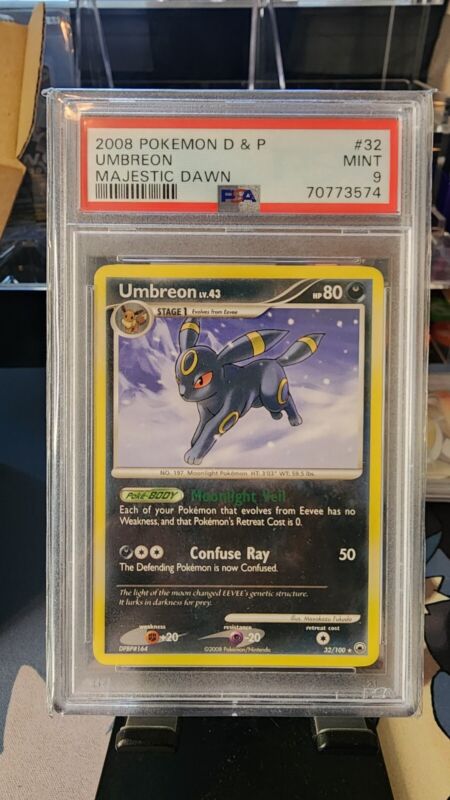 2008 POKEMON D & P #32
UMBREON MINT
MAJESTIC DAWN 9
PSA 70773574
Umbreon LV.43 HP 80
STAGE 1 Evolves from Eevee
NO. 197 Moonlight Pokémon. HT: 3'03" WT: 59.5 lbs.
Poké-BODY Moonlight Veil
Each of your Pokémon that evolves from Eevee has no
Weakness, and that Pokémon's Retreat Cost is 0.
Confuse Ray 50
The Defending Pokémon is now Confused.
The light of the moon changed EEVEE's genetic structure.
It lurks in darkness for prey.
Illus. Masakazu Fukuda
weakness resistance retreat cost
+20 -20
DPBP#164 ©2008 Pokémon/Nintendo 32/100